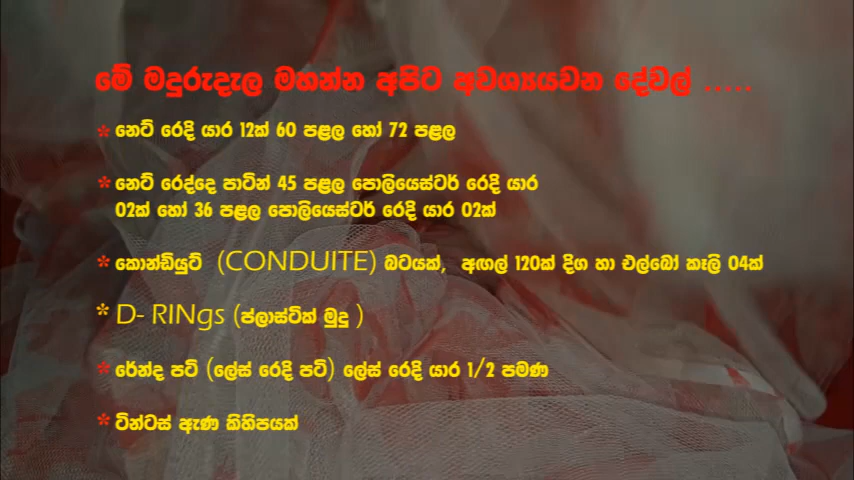 මේ මදුරුදැල මහන්න අපිට අවශ්‍යයවන දේවල් .....
* නෙට් රෙදි යාර 12ක් 60 පළල හෝ 72 පළල
* නෙට් රෙද්දෙ පාටින් 45 පළල පොලියෙස්ටර් රෙදි යාර
02ක් හෝ 36 පළල පොලියෙස්ටර් රෙදි යාර 02ක්
* කොන්ඩියුට් (CONDUITE) බටයක්, අඟල් 120ක් දිග හා එල්බෝ කෑලි 04ක්
* D- RINgs (ප්ලාස්ටික් මුදු )
* රේන්ද පටි (ලේස් රෙදි පටි) ලේස් රෙදි යාර 1/2 පමණ
* ටින්ටස් ඇණ කිහිපයක්